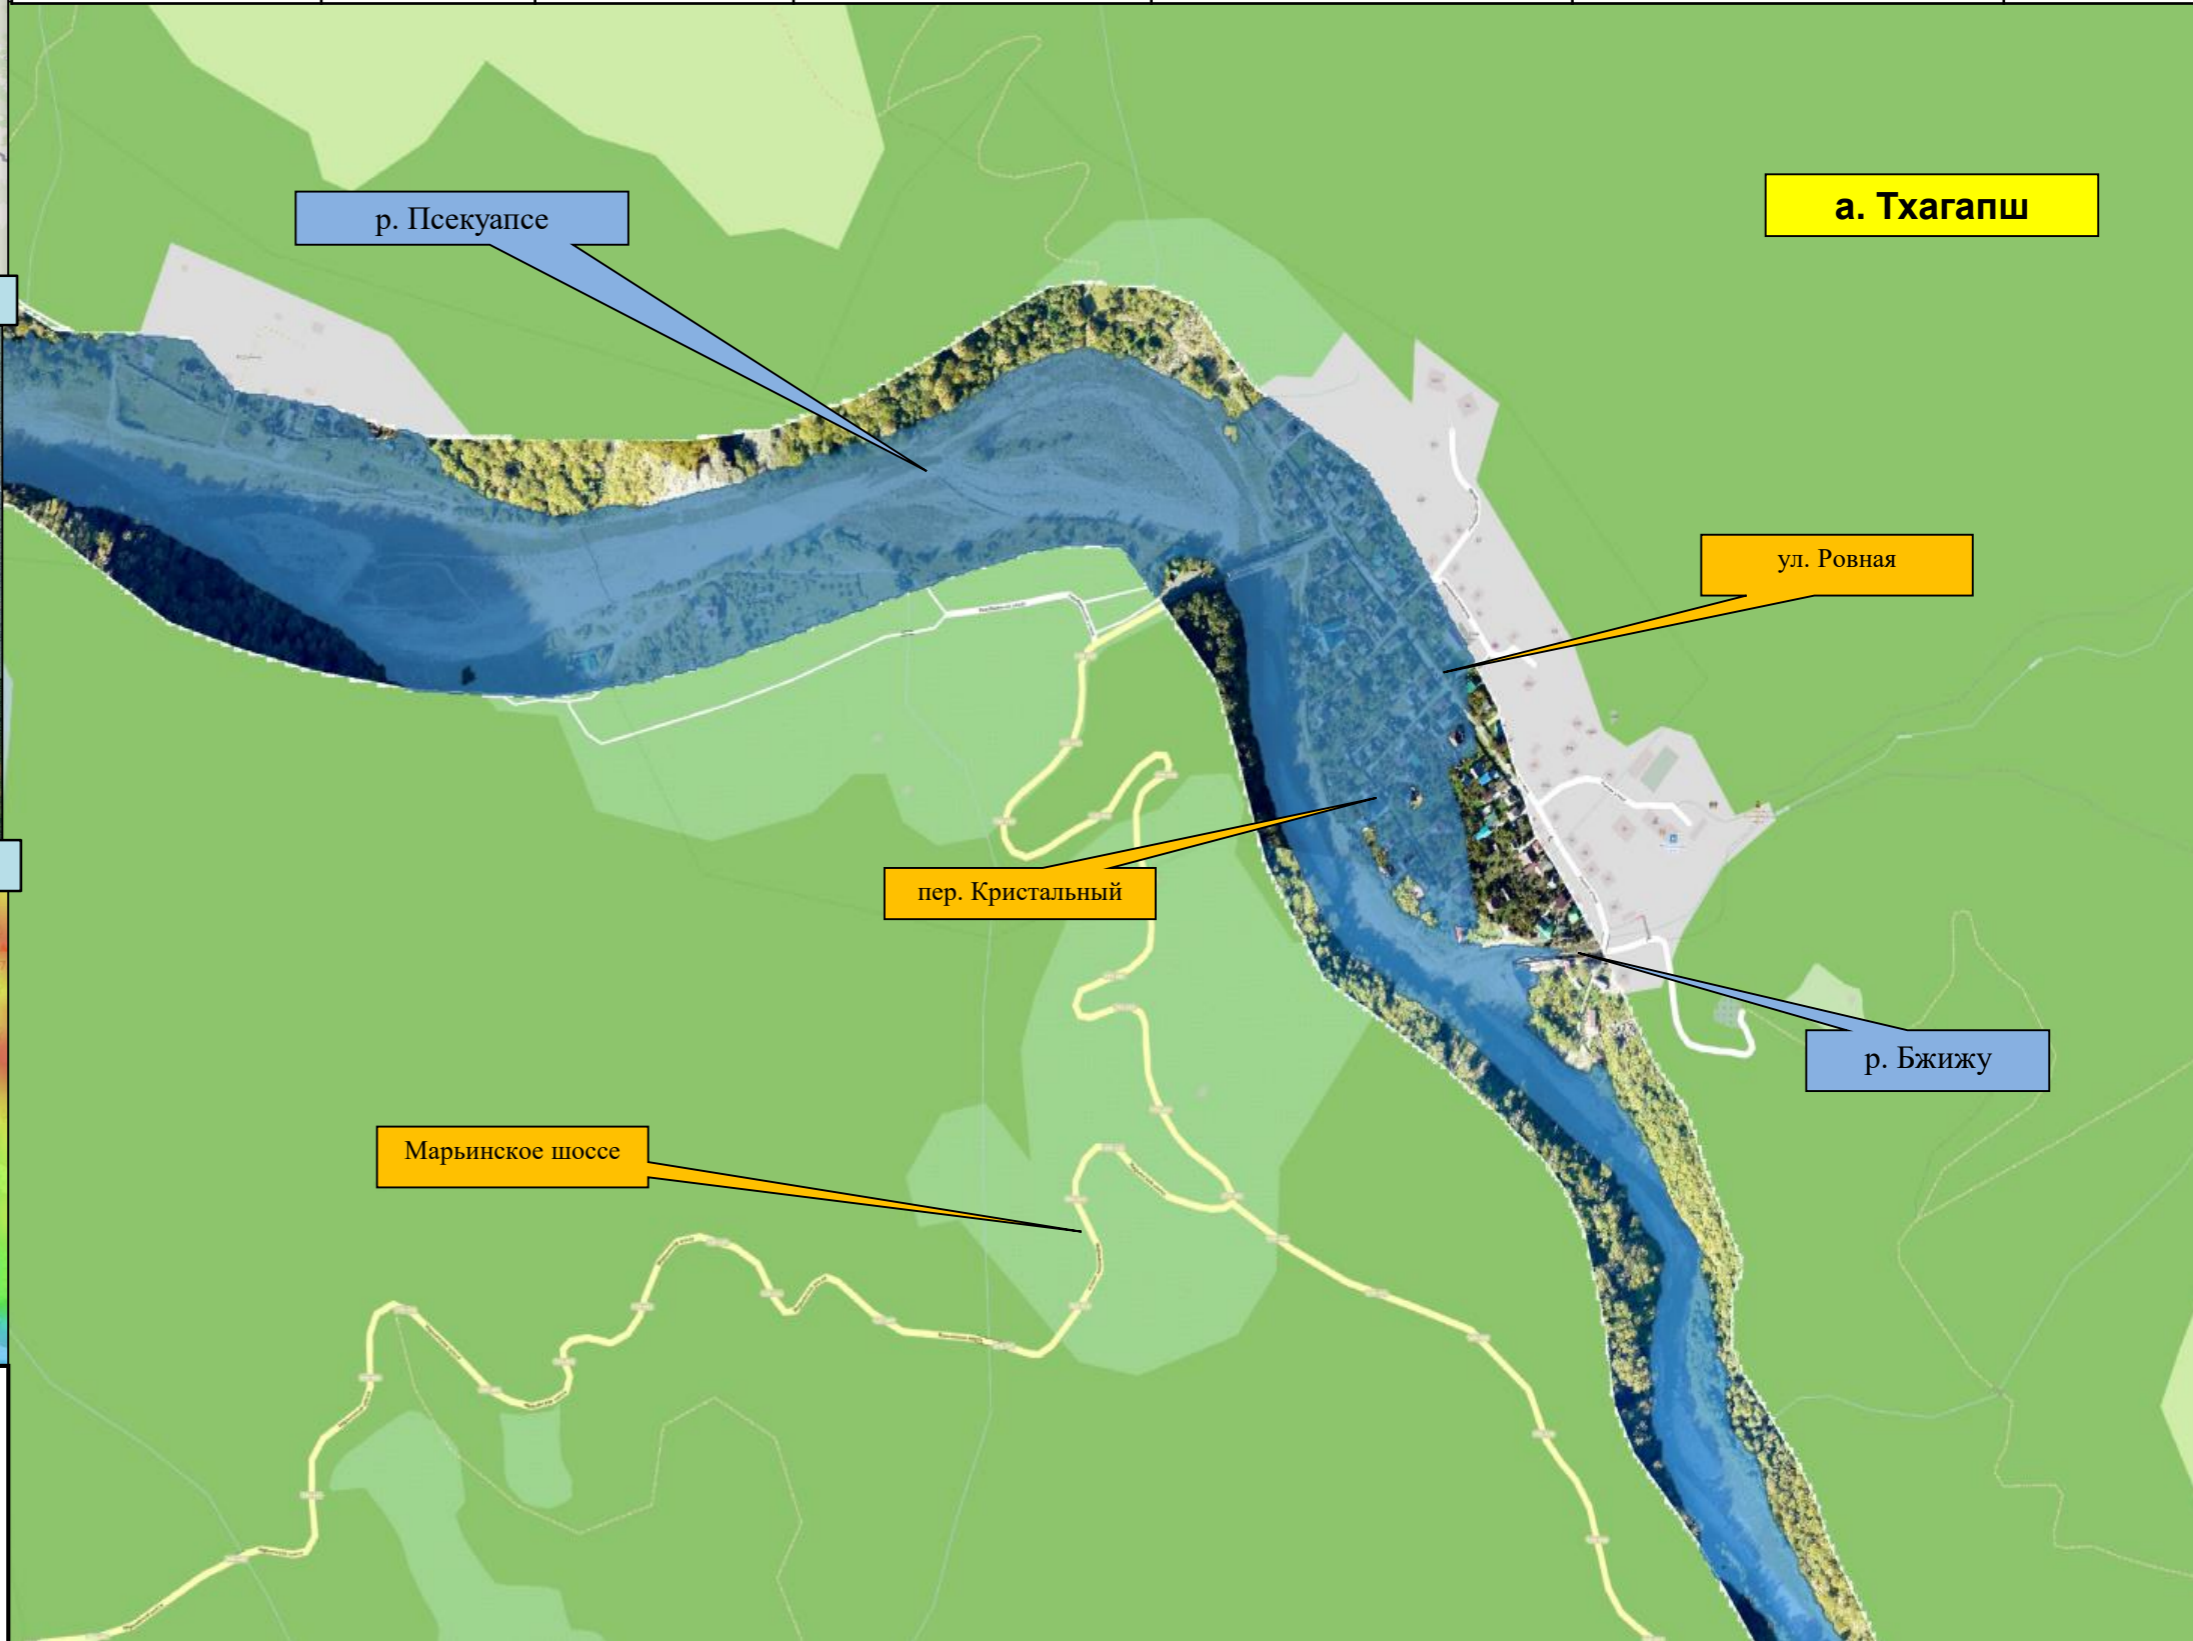 р. Псекуапсе
а. Тхагапш
ул. Ровная
пер. Кристальный
р. Бжижу
Марьинское шоссе